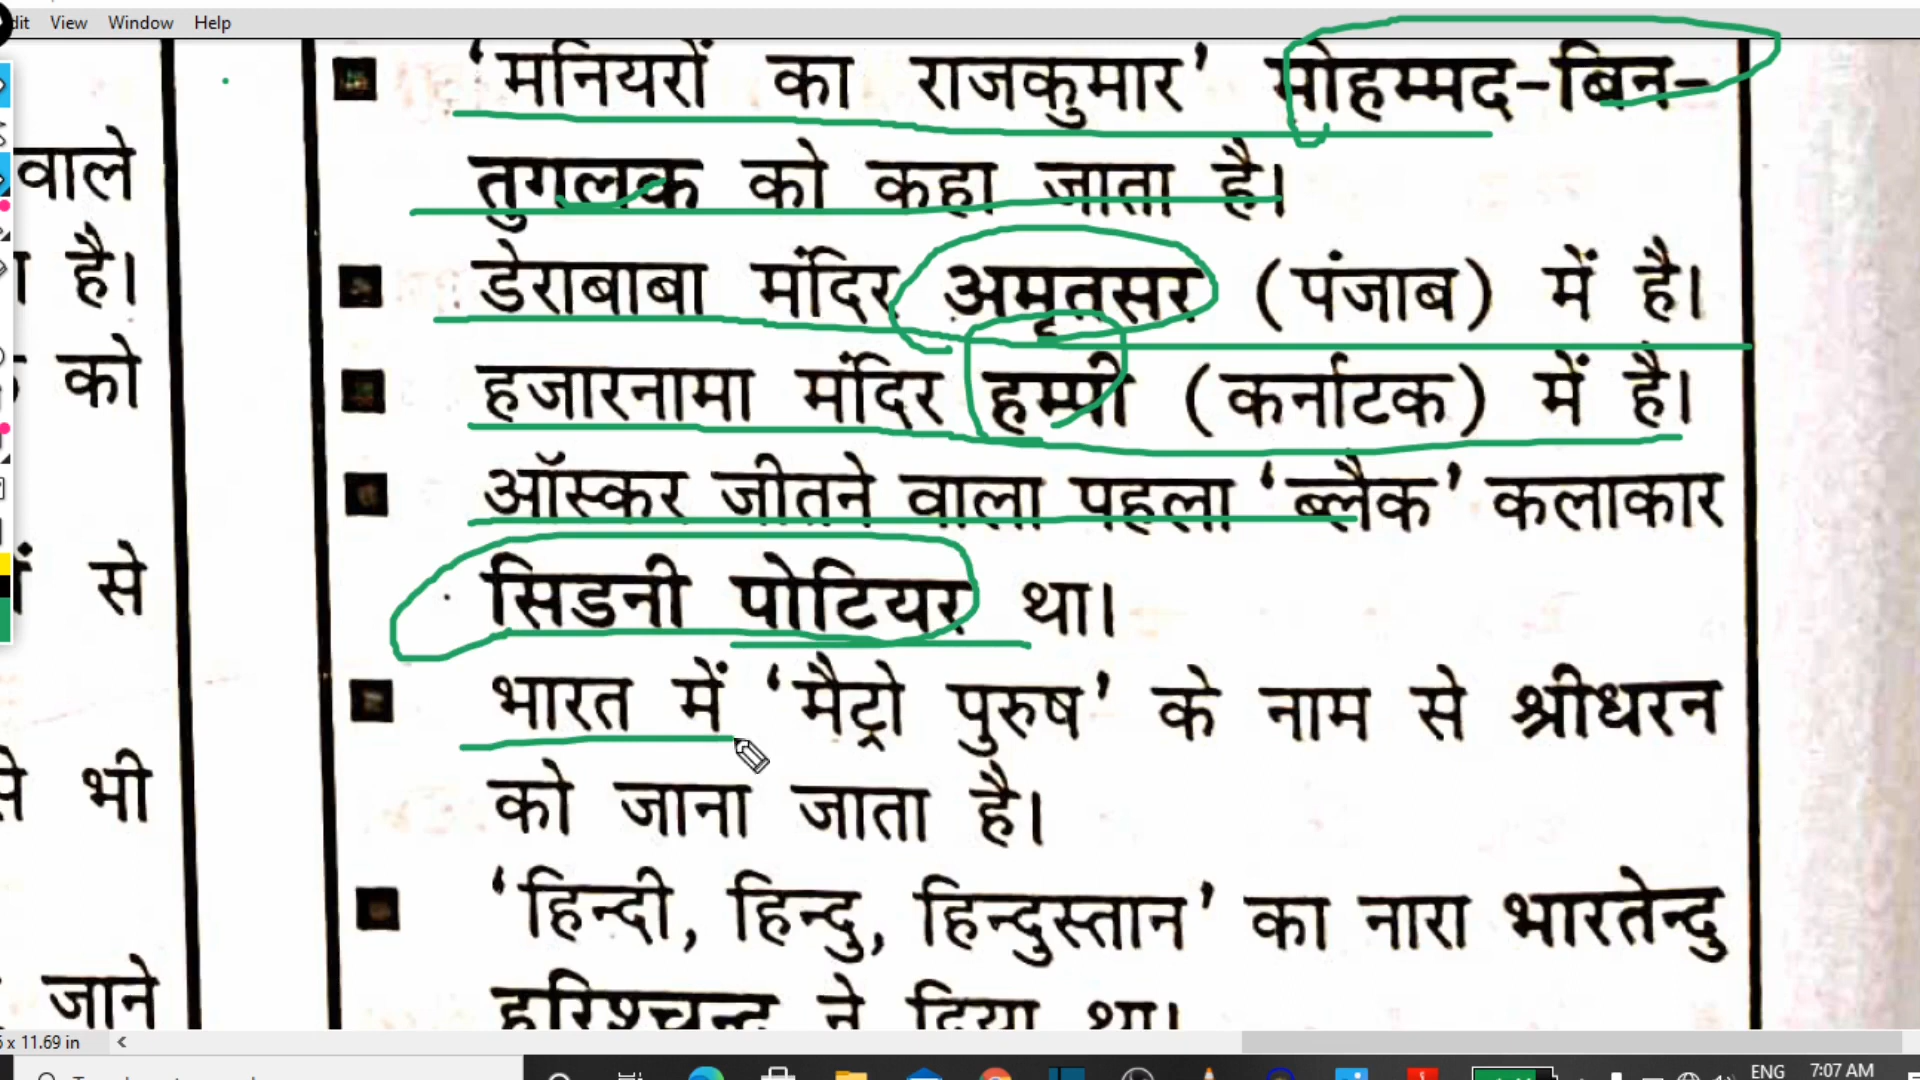 dit View Window Help
'मनियरों का राजकुमार' मोहम्मद-बिन-
तुगलक को कहा जाता है।
डेराबाबा मंदिर अमृतसर (पंजाब) में है।
हजारनामा मंदिर हम्पी (कर्नाटक) में है।
ऑस्कर जीतने वाला पहला 'ब्लैक' कलाकार
सिडनी पोटियर था।
भारत में 'मैट्रो पुरुष' के नाम से श्रीधरन
को जाना जाता है।
'हिन्दी, हिन्दु, हिन्दुस्तान' का नारा भारतेन्दु
हरिश्चन्द्र ने दिया था।
वाले
है।
को
से
भी
जाने
x 11.69 in
ENG 7:07 AM